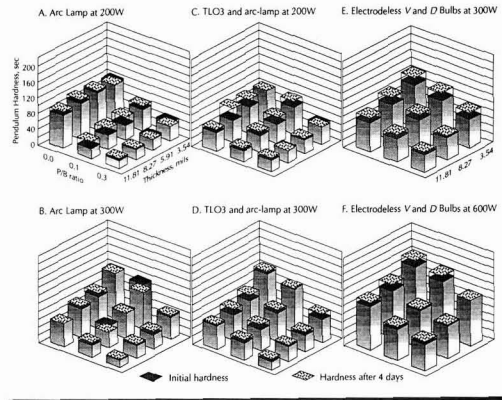 A. Arc Lamp at 200W
C. TLO3 and arc-lamp at 200W
E. Electrodeless V and D Bulbs at 300W
Pendulum Hardness, sec
200
160
120
80
40
0
0.0
0.1
0.3
P/B ratio
11.81 8.27 5.91 3.54
Thickness, mils
11.81 8.27 3.54
B. Arc Lamp at 300W
D. TLO3 and arc-lamp at 300W
F. Electrodeless V and D Bulbs at 600W
Initial hardness
Hardness after 4 days